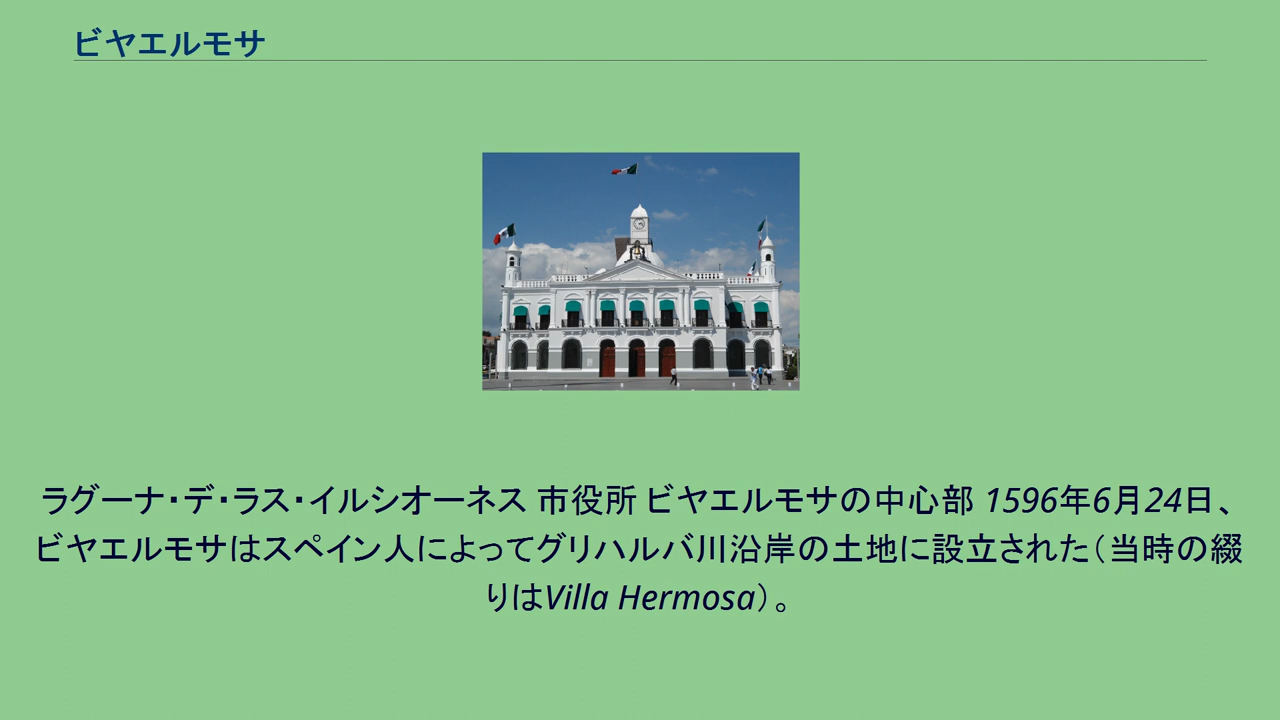 ビヤエルモサ
ラグーナ・デ・ラス・イルシオーネス 市役所 ビヤエルモサの中心部 1596年6月24日、
ビヤエルモサはスペイン人によってグリハルバ川沿岸の土地に設立された（当時の綴
りはVilla Hermosa）。